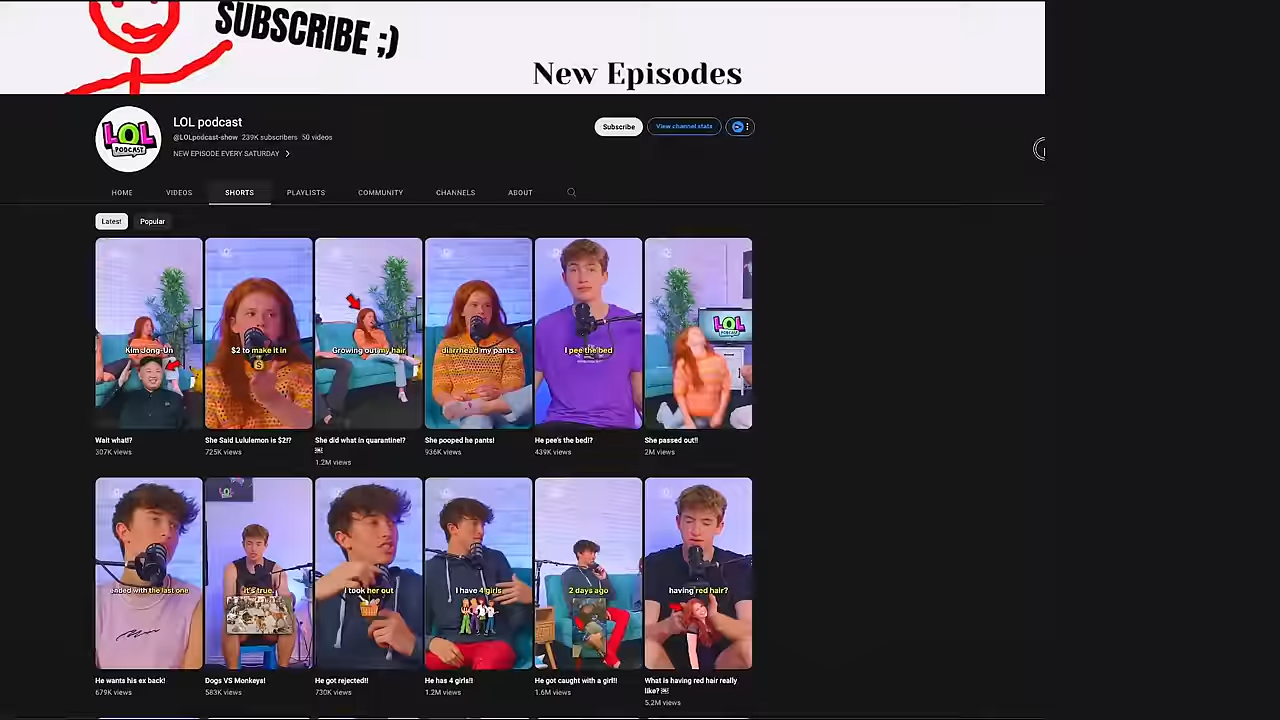 SUBSCRIBE ;)
New Episodes
LOL
PODCAST
LOL podcast
@LOLpodcast-show 239K subscribers 50 videos
NEW EPISODE EVERY SATURDAY
Subscribe
View channel stats
HOME VIDEOS SHORTS PLAYLISTS COMMUNITY CHANNELS ABOUT
Latest Popular
Kim Jong-Un
$2 to make it in
Growing out my hair
diarrhea'd my pants.
I pee the bed
LOL
PODCAST
Wait what!?
307K views
She Said Lululemon is $2!?
725K views
She did what in quarantine!?
1.2M views
She pooped he pants!
936K views
He pee's the bed!?
439K views
She passed out!!
2M views
ended with the last one
LOL
it's true.
I took her out
I have 4 girls
2 days ago
having red hair?
He wants his ex back!
679K views
Dogs VS Monkeys!
583K views
He got rejected!!
730K views
He has 4 girls!!
1.2M views
He got caught with a girl!!
1.6M views
What is having red hair really
like?
5.2M views